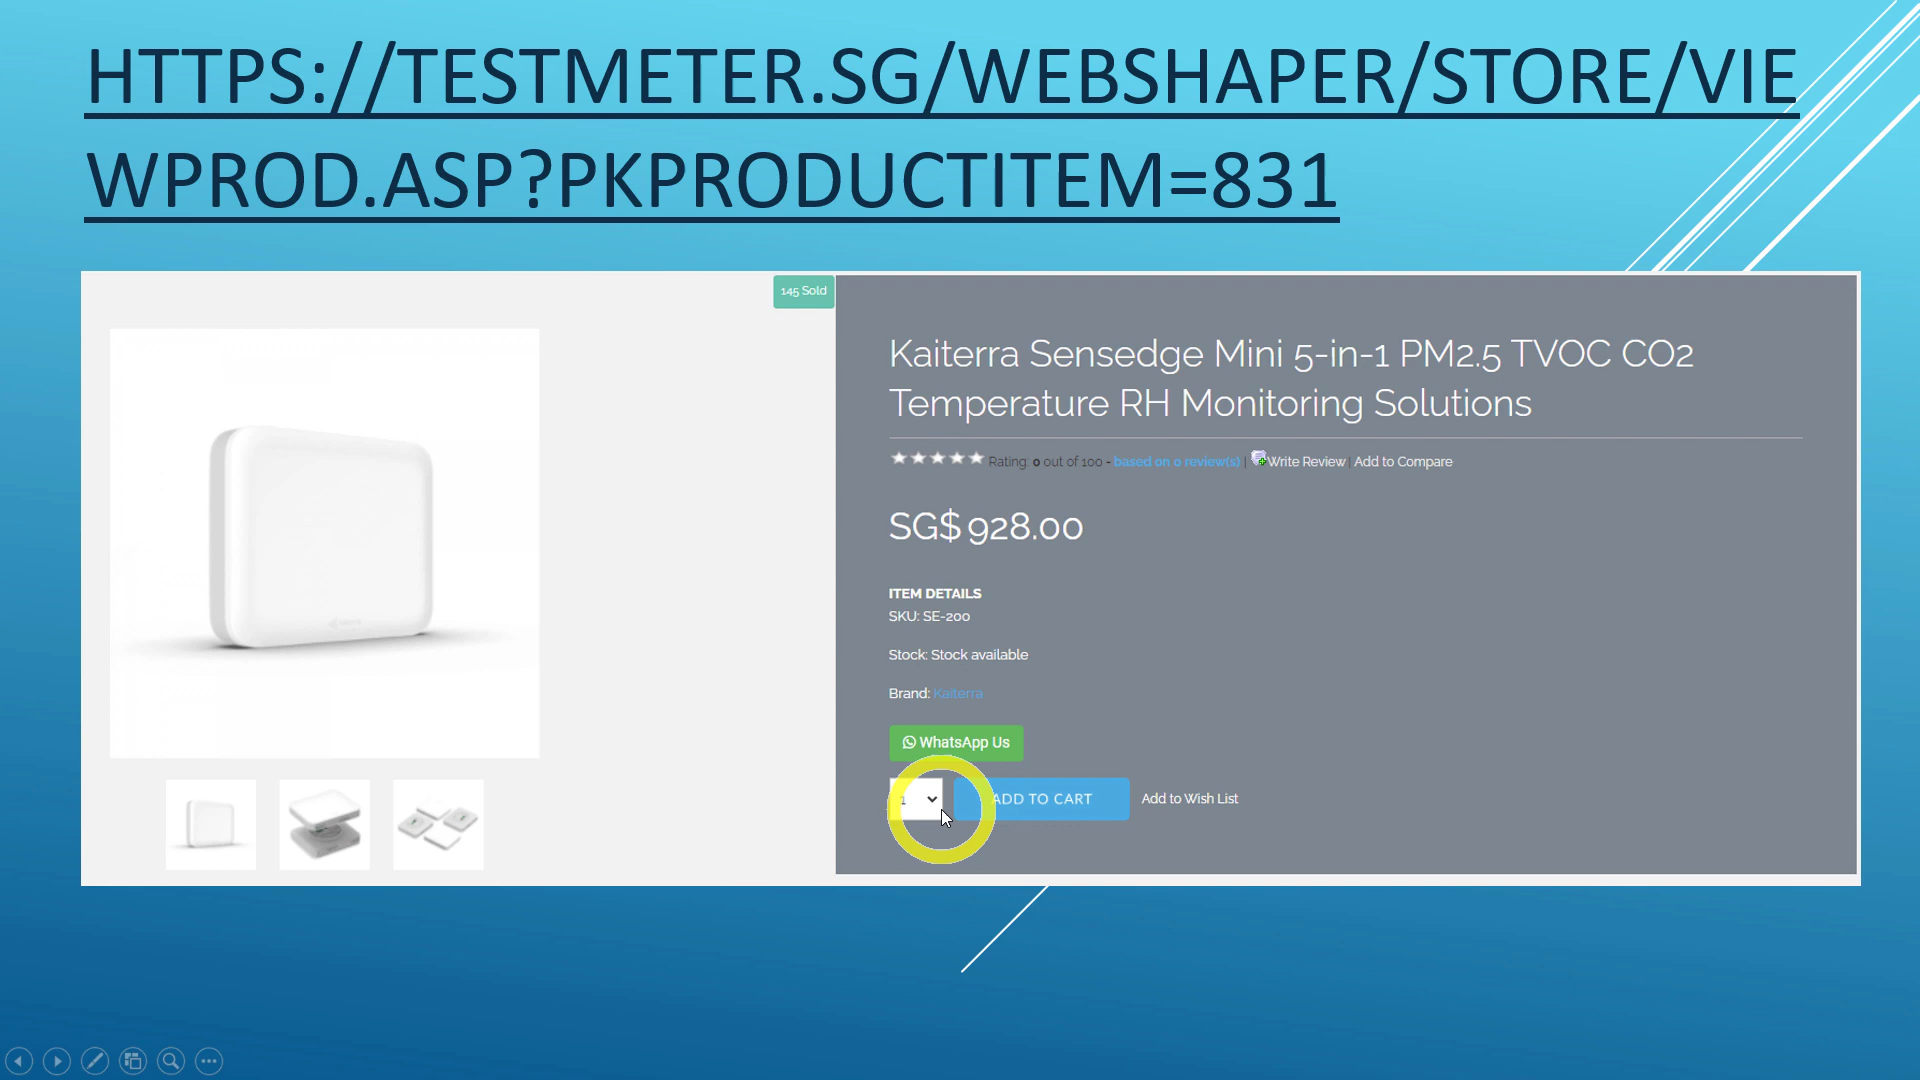 HTTPS://TESTMETER.SG/WEBSHAPER/STORE/VIE
WPROD.ASP?PKPRODUCTITEM=831
145 Sold
Kaiterra Sensedge Mini 5-in-1 PM2.5 TVOC CO2
Temperature RH Monitoring Solutions
Rating: 0 out of 100 - based on 0 review(s) | Write Review | Add to Compare
SG$ 928.00
ITEM DETAILS
SKU: SE-200
Stock: Stock available
Brand: Kaiterra
WhatsApp Us
1 ADD TO CART Add to Wish List